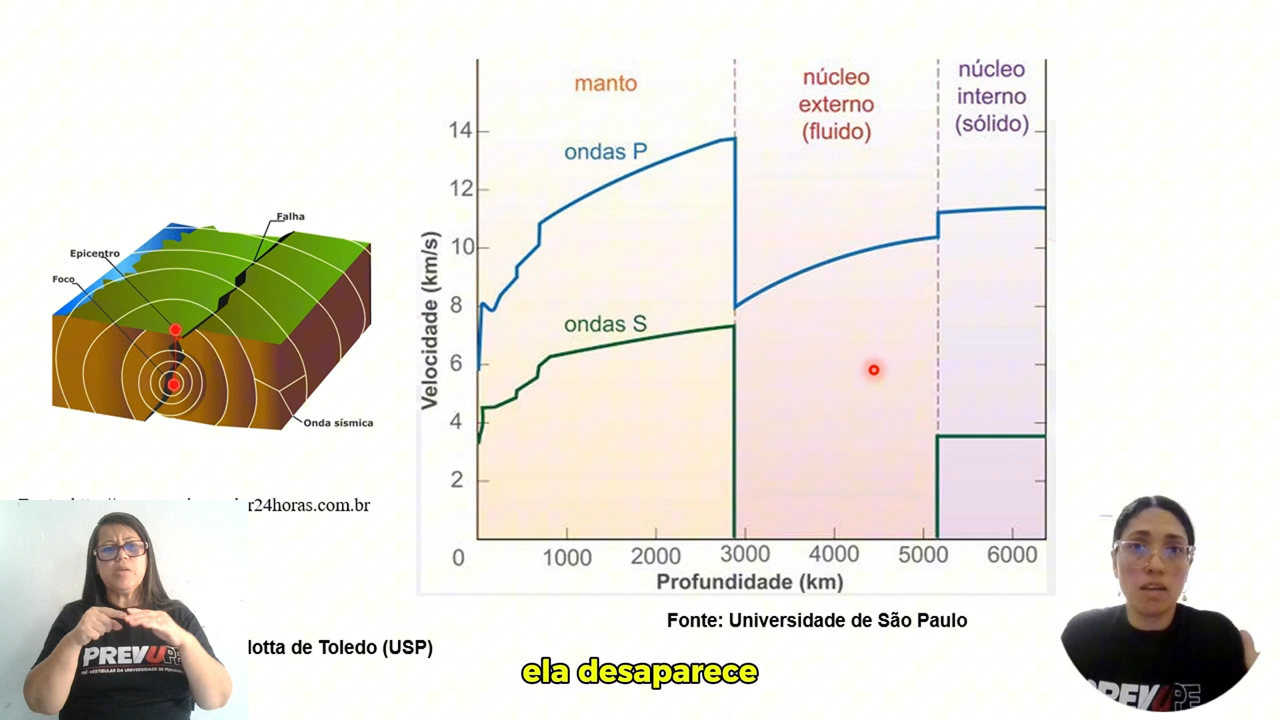 Falha
Epicentro
Foco
Onda sísmica
r24horas.com.br
lotta de Toledo (USP)
manto
núcleo
externo
(fluido)
núcleo
interno
(sólido)
ondas P
ondas S
Velocidade (km/s)
14
12
10
8
6
4
2
0
1000
2000
3000
4000
5000
6000
Profundidade (km)
Fonte: Universidade de São Paulo
ela desaparece
PREVUPE
PREVUPE